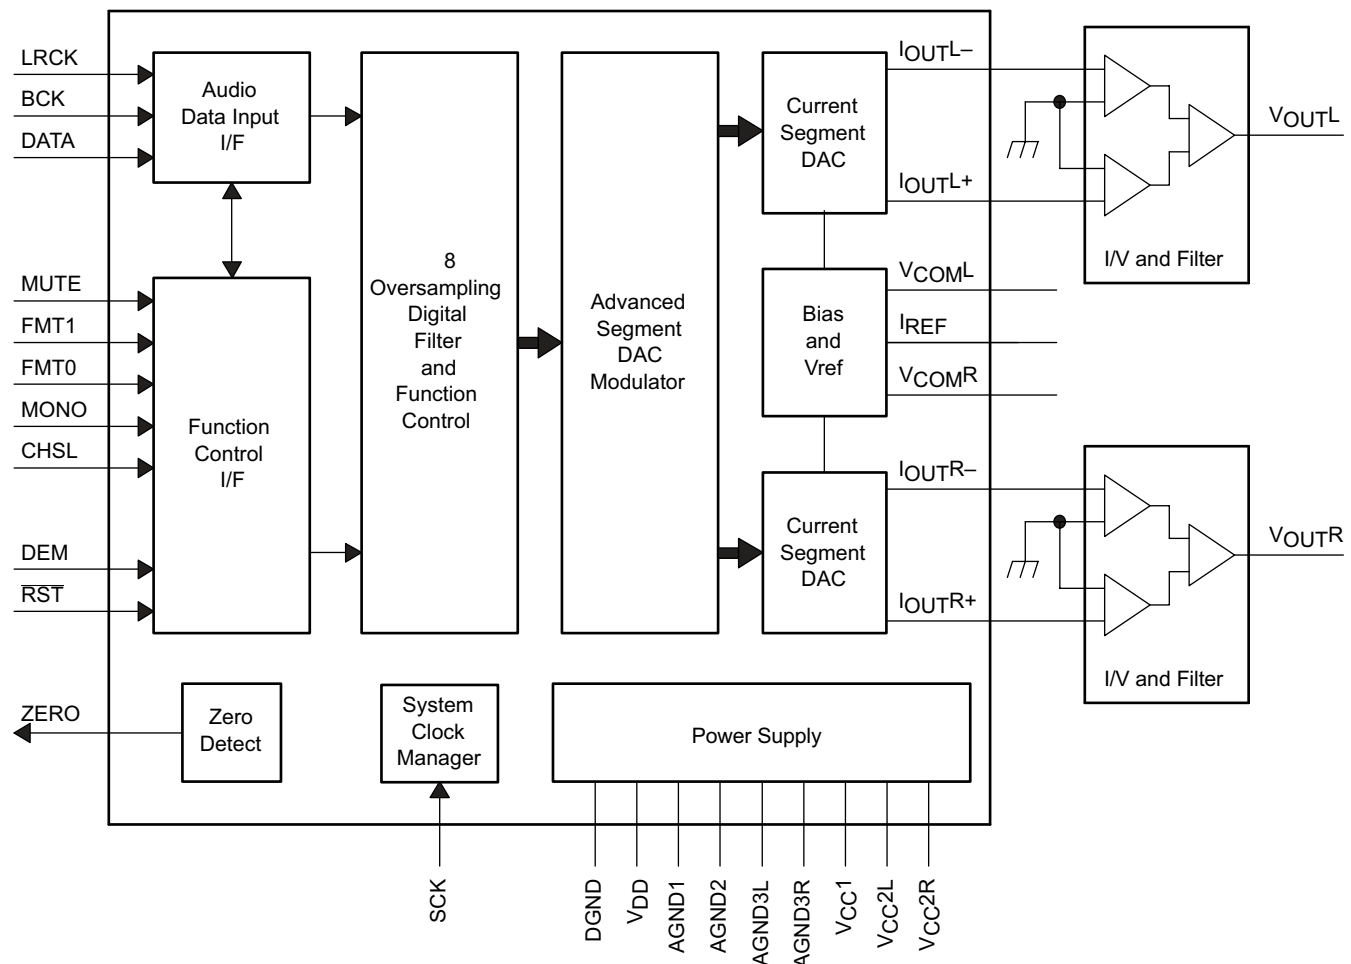 LRCK
BCK
DATA
Audio
Data Input
I/F
MUTE
FMT1
FMT0
MONO
CHSL
DEM
RST
Function
Control
I/F
8
Oversampling
Digital
Filter
and
Function
Control
Advanced
Segment
DAC
Modulator
Current
Segment
DAC
Bias
and
Vref
Current
Segment
DAC
IOUTL–
IOUTL+
VCOML
IREF
VCOMR
IOUTR–
IOUTR+
I/V and Filter
VOUTL
I/V and Filter
VOUTR
ZERO
Zero
Detect
System
Clock
Manager
Power Supply
SCK
DGND
VDD
AGND1
AGND2
AGND3L
AGND3R
VCC1
VCC2L
VCC2R